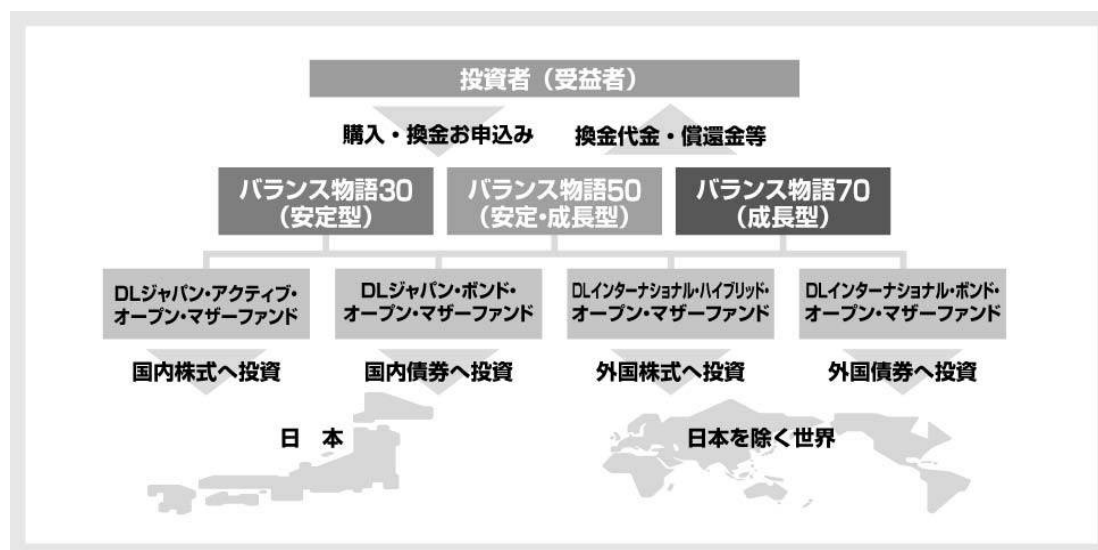 投資者（受益者）
購入・換金お申込み
換金代金・償還金等
バランス物語30
（安定型）
バランス物語50
（安定・成長型）
バランス物語70
（成長型）
DLジャパン・アクティブ・
オープン・マザーファンド
DLジャパン・ボンド・
オープン・マザーファンド
DLインターナショナル・ハイブリッド・
オープン・マザーファンド
DLインターナショナル・ボンド・
オープン・マザーファンド
国内株式へ投資
国内債券へ投資
外国株式へ投資
外国債券へ投資
日　本
日本を除く世界